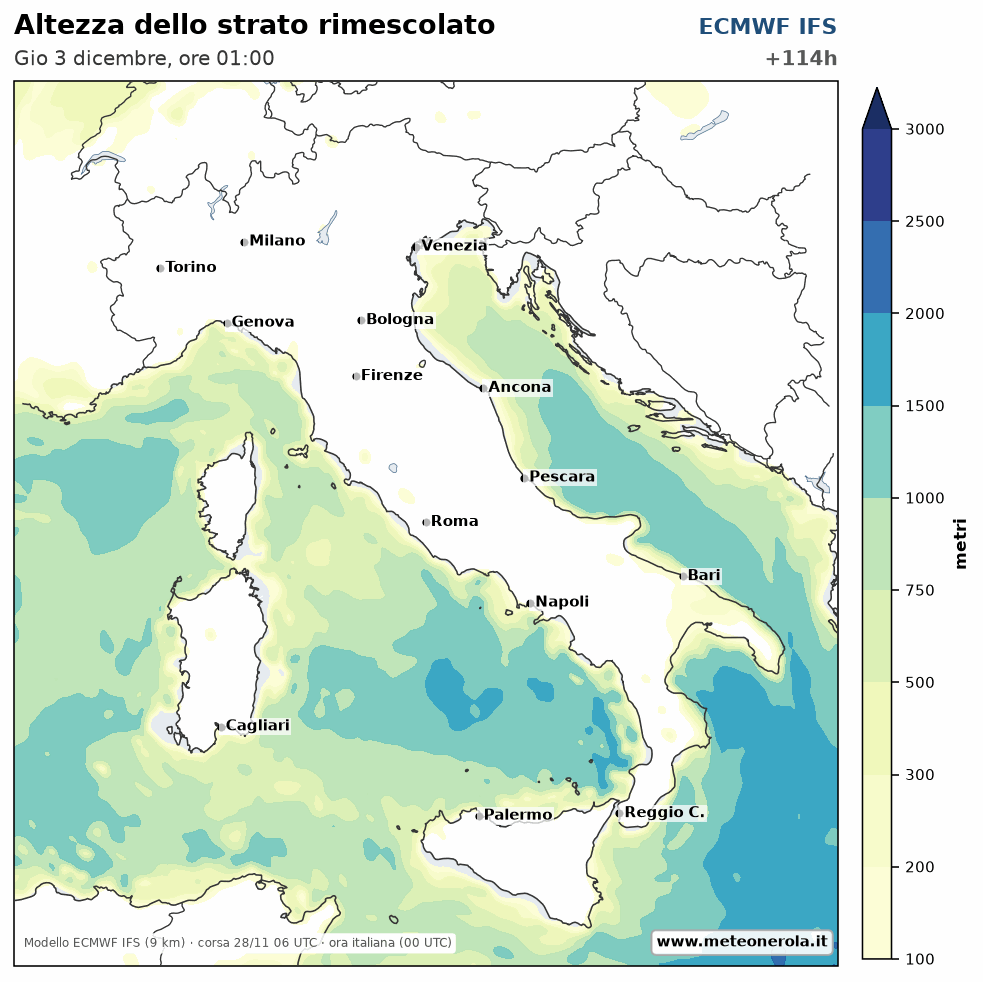 Altezza dello strato rimescolato
ECMWF IFS
Gio 3 dicembre, ore 01:00
+114h
3000
2500
2000
1500
1000
750
500
300
200
100
metri
Milano
Venezia
Torino
Genova
Bologna
Firenze
Ancona
Pescara
Roma
Bari
Napoli
Cagliari
Palermo
Reggio C.
Modello ECMWF IFS (9 km) · corsa 28/11 06 UTC · ora italiana (00 UTC)
www.meteonerola.it